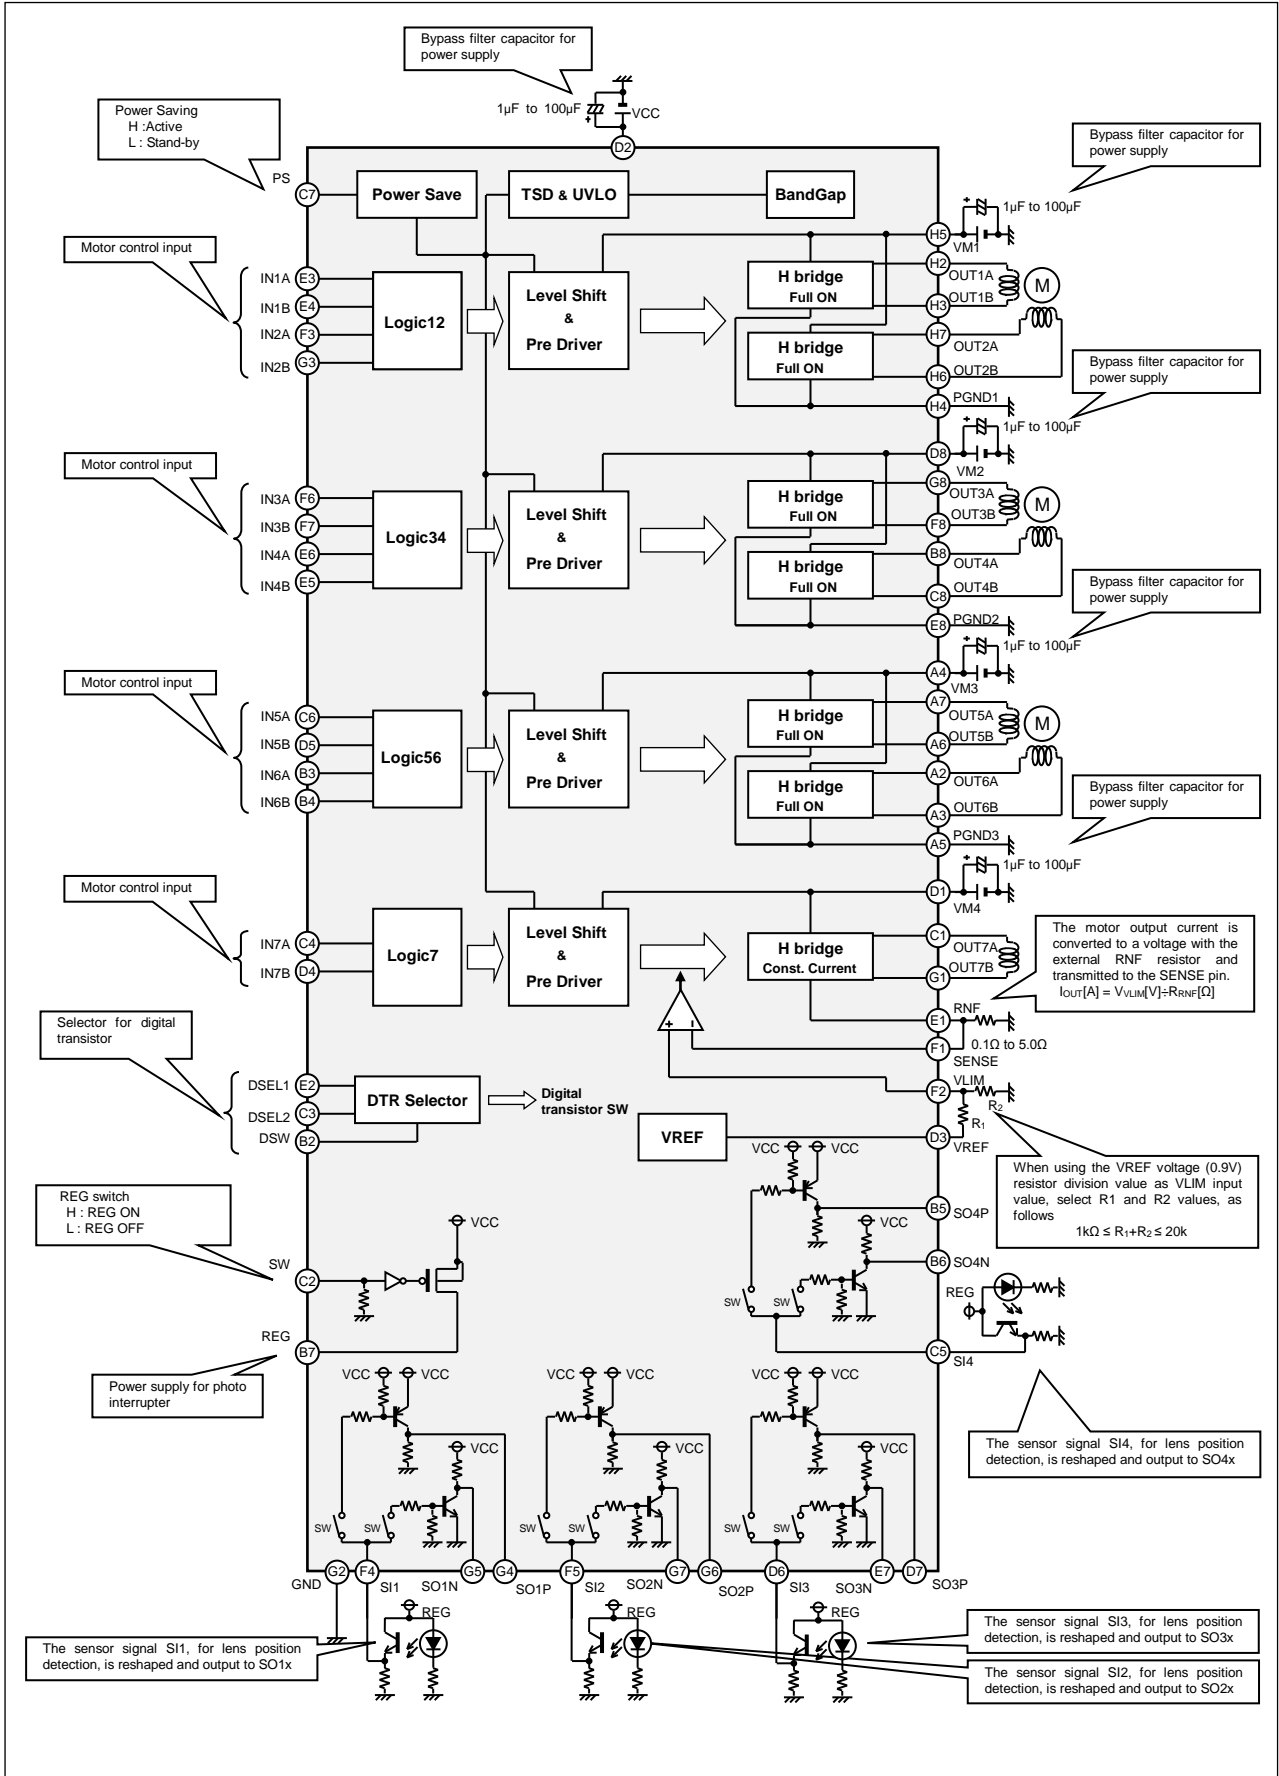 Bypass filter capacitor for
power supply
1µF to 100µF
VCC
D2
Power Saving
H :Active
L : Stand-by
PS
C7
Power Save
TSD & UVLO
BandGap
Bypass filter capacitor for
power supply
1µF to 100µF
H5
VM1
Motor control input
IN1A E3
IN1B E4
IN2A F3
IN2B G3
Logic12
Level Shift
&
Pre Driver
H bridge
Full ON
H bridge
Full ON
H2
OUT1A
H3
OUT1B
M
H7
OUT2A
H6
OUT2B
H4
PGND1
Bypass filter capacitor for
power supply
1µF to 100µF
D8
VM2
Motor control input
IN3A F6
IN3B F7
IN4A E6
IN4B E5
Logic34
Level Shift
&
Pre Driver
H bridge
Full ON
H bridge
Full ON
G8
OUT3A
F8
OUT3B
M
B8
OUT4A
C8
OUT4B
E8
PGND2
Bypass filter capacitor for
power supply
1µF to 100µF
A4
VM3
Motor control input
IN5A C6
IN5B D5
IN6A B3
IN6B B4
Logic56
Level Shift
&
Pre Driver
H bridge
Full ON
H bridge
Full ON
A7
OUT5A
A6
OUT5B
M
A2
OUT6A
A3
OUT6B
A5
PGND3
Bypass filter capacitor for
power supply
1µF to 100µF
D1
VM4
Motor control input
IN7A C4
IN7B D4
Logic7
Level Shift
&
Pre Driver
H bridge
Const. Current
C1
OUT7A
G1
OUT7B
The motor output current is
converted to a voltage with the
external RNF resistor and
transmitted to the SENSE pin.
IOUT[A] = VVLIM[V]÷RRNF[Ω]
E1
RNF
+
−
F1
0.1Ω to 5.0Ω
SENSE
Selector for digital
transistor
DSEL1 E2
DSEL2 C3
DSW B2
DTR Selector
Digital
transistor SW
F2
VLIM
R2
R1
VREF
D3
VREF
When using the VREF voltage (0.9V)
resistor division value as VLIM input
value, select R1 and R2 values, as
follows
1kΩ ≤ R1+R2 ≤ 20k
VCC VCC
B5
SO4P
VCC
B6
SO4N
SW SW
REG
C5
SI4
REG switch
H : REG ON
L : REG OFF
VCC
SW
C2
REG
B7
Power supply for photo
interrupter
The sensor signal SI4, for lens position
detection, is reshaped and output to SO4x
VCC VCC
VCC
SW SW
VCC VCC
VCC
SW SW
VCC VCC
VCC
SW SW
GND G2 F4 SI1 SO1N G5 G4 SO1P F5 SI2 SO2N G7 G6 SO2P D6 SI3 SO3N E7 D7 SO3P
REG
REG
REG
The sensor signal SI1, for lens position
detection, is reshaped and output to SO1x
The sensor signal SI3, for lens position
detection, is reshaped and output to SO3x
The sensor signal SI2, for lens position
detection, is reshaped and output to SO2x